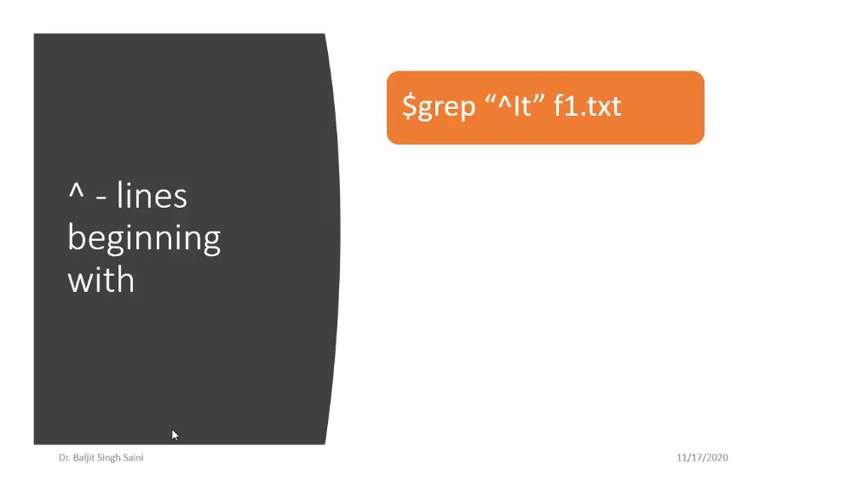 $grep “^It” f1.txt
^ - lines
beginning
with
Dr. Baljit Singh Saini
11/17/2020